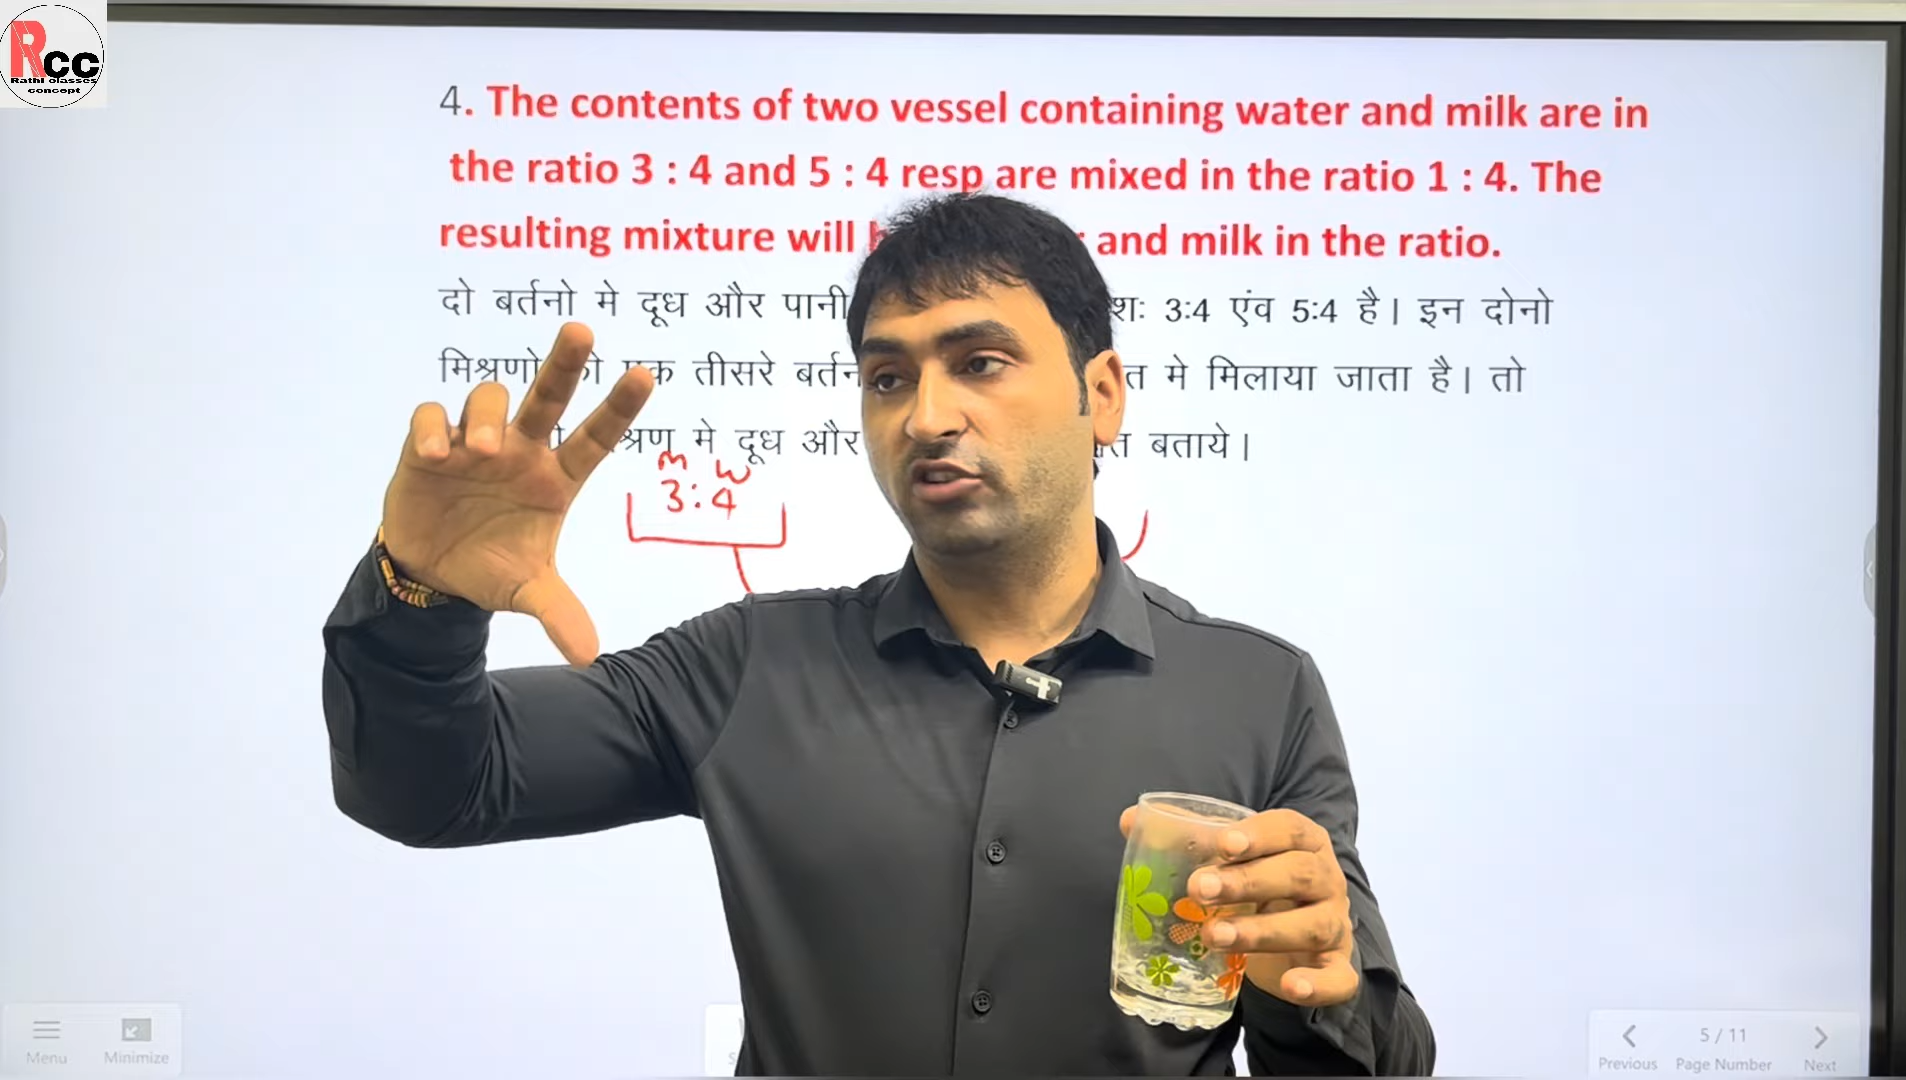 Rcc
Rathi classes
concept
4. The contents of two vessel containing water and milk are in
the ratio 3 : 4 and 5 : 4 resp are mixed in the ratio 1 : 4. The
resulting mixture will and milk in the ratio.
दो बर्तनो मे दूध और पानी 3:4 एंव 5:4 है। इन दोनो
मिश्रणो तीसरे मे मिलाया जाता है। तो
मे दूध और बताये।
m w
3:4
Menu
Minimize
Previous
5 / 11
Page Number
Next